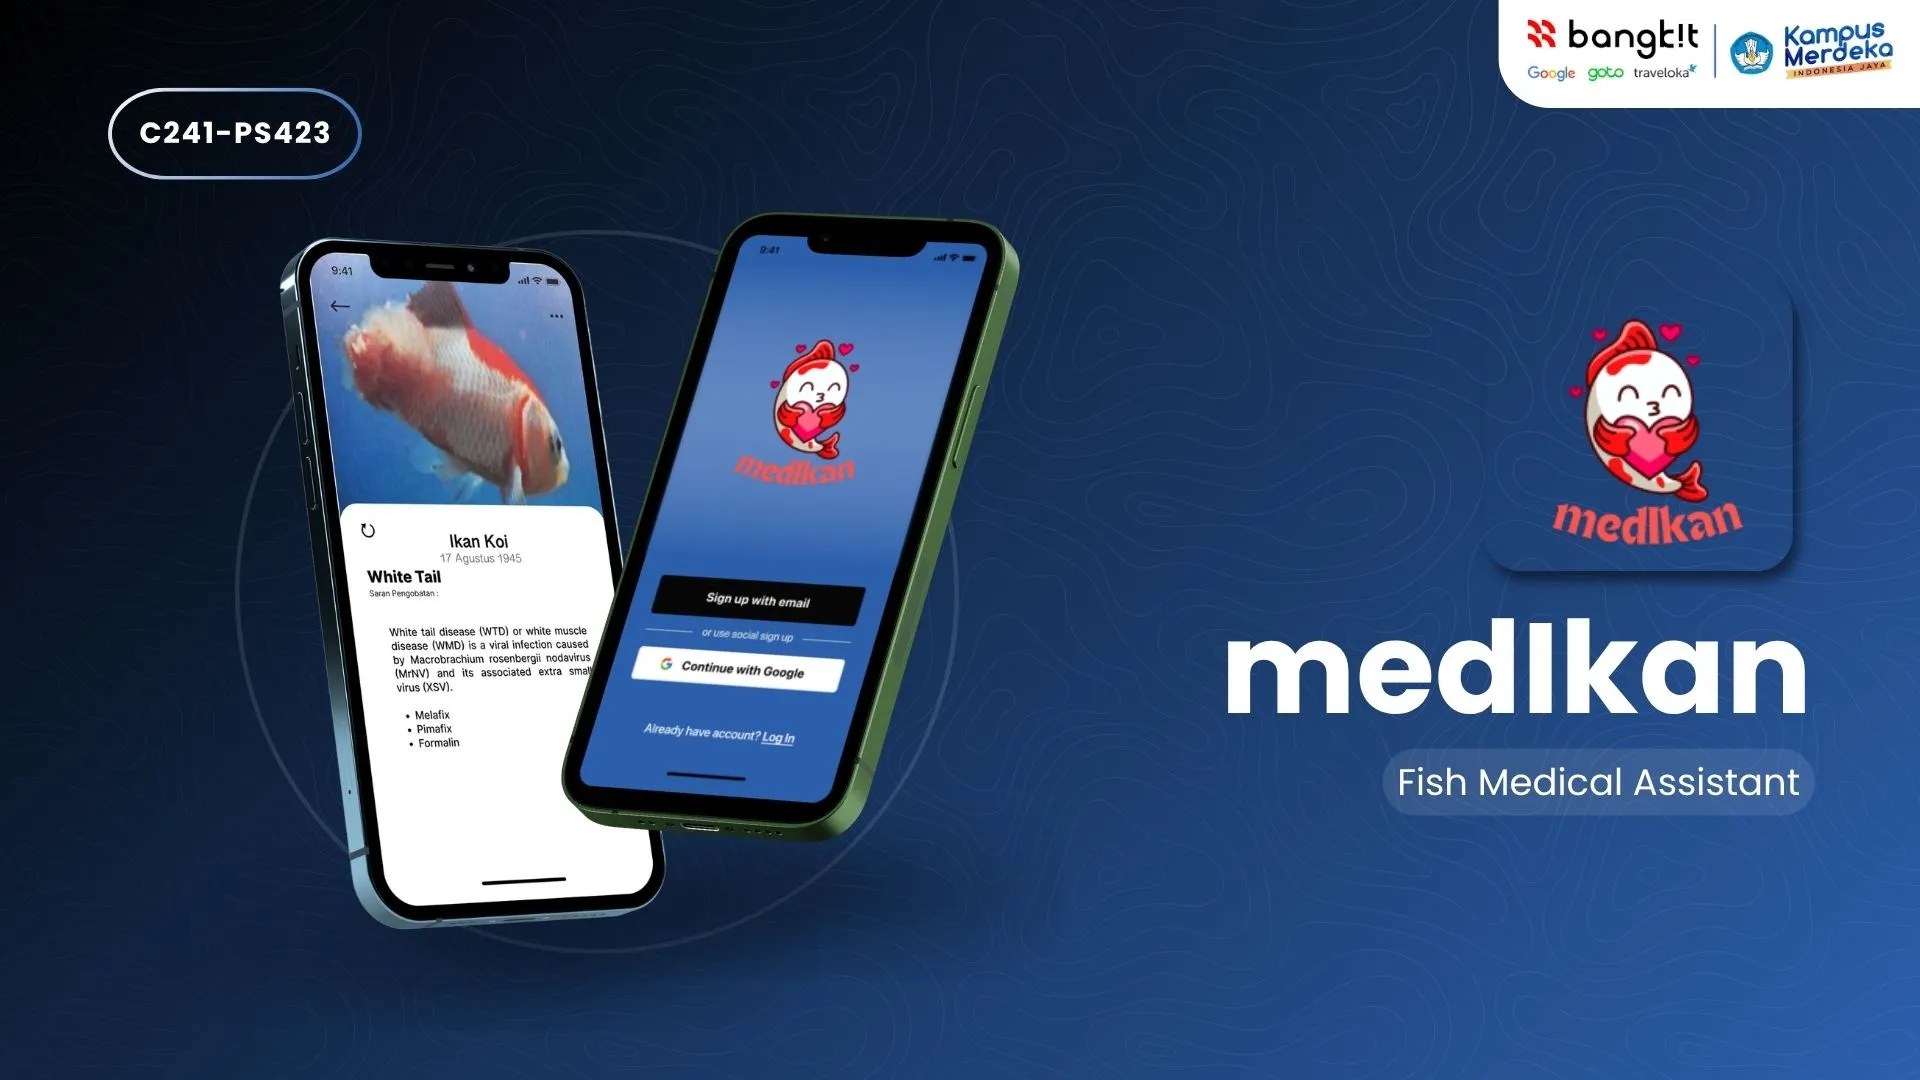 bangk!t
Google goto traveloka
Kampus
Merdeka
INDONESIA JAYA
C241-PS423
9:41
Ikan Koi
17 Agustus 1945
White Tail
Saran Pengobatan :
White tail disease (WTD) or white muscle
disease (WMD) is a viral infection caused
by Macrobrachium rosenbergii nodavirus
(MrNV) and its associated extra small
virus (XSV).
• Melafix
• Pimafix
• Formalin
9:41
medIkan
Sign up with email
or use social sign up
Continue with Google
Already have account? Log In
medIkan
medIkan
Fish Medical Assistant